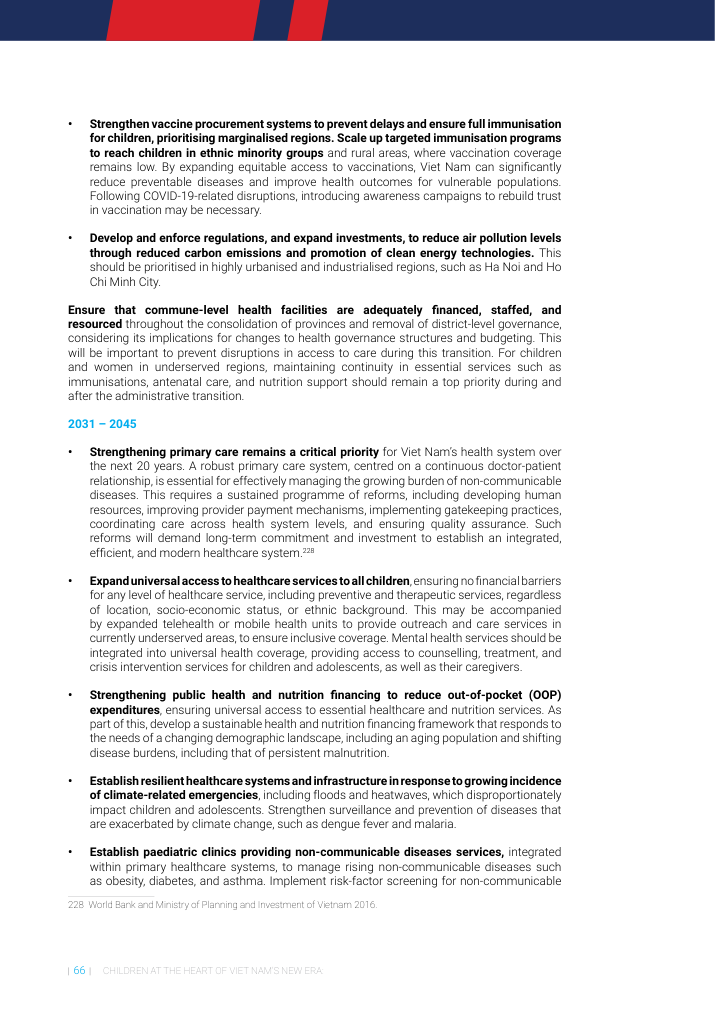 • Strengthen vaccine procurement systems to prevent delays and ensure full immunisation
for children, prioritising marginalised regions. Scale up targeted immunisation programs
to reach children in ethnic minority groups and rural areas, where vaccination coverage
remains low. By expanding equitable access to vaccinations, Viet Nam can significantly
reduce preventable diseases and improve health outcomes for vulnerable populations.
Following COVID-19-related disruptions, introducing awareness campaigns to rebuild trust
in vaccination may be necessary.
• Develop and enforce regulations, and expand investments, to reduce air pollution levels
through reduced carbon emissions and promotion of clean energy technologies. This
should be prioritised in highly urbanised and industrialised regions, such as Ha Noi and Ho
Chi Minh City.
Ensure that commune-level health facilities are adequately financed, staffed, and
resourced throughout the consolidation of provinces and removal of district-level governance,
considering its implications for changes to health governance structures and budgeting. This
will be important to prevent disruptions in access to care during this transition. For children
and women in underserved regions, maintaining continuity in essential services such as
immunisations, antenatal care, and nutrition support should remain a top priority during and
after the administrative transition.
2031 – 2045
• Strengthening primary care remains a critical priority for Viet Nam's health system over
the next 20 years. A robust primary care system, centred on a continuous doctor-patient
relationship, is essential for effectively managing the growing burden of non-communicable
diseases. This requires a sustained programme of reforms, including developing human
resources, improving provider payment mechanisms, implementing gatekeeping practices,
coordinating care across health system levels, and ensuring quality assurance. Such
reforms will demand long-term commitment and investment to establish an integrated,
efficient, and modern healthcare system.228
• Expand universal access to healthcare services to all children, ensuring no financial barriers
for any level of healthcare service, including preventive and therapeutic services, regardless
of location, socio-economic status, or ethnic background. This may be accompanied
by expanded telehealth or mobile health units to provide outreach and care services in
currently underserved areas, to ensure inclusive coverage. Mental health services should be
integrated into universal health coverage, providing access to counselling, treatment, and
crisis intervention services for children and adolescents, as well as their caregivers.
• Strengthening public health and nutrition financing to reduce out-of-pocket (OOP)
expenditures, ensuring universal access to essential healthcare and nutrition services. As
part of this, develop a sustainable health and nutrition financing framework that responds to
the needs of a changing demographic landscape, including an aging population and shifting
disease burdens, including that of persistent malnutrition.
• Establish resilient healthcare systems and infrastructure in response to growing incidence
of climate-related emergencies, including floods and heatwaves, which disproportionately
impact children and adolescents. Strengthen surveillance and prevention of diseases that
are exacerbated by climate change, such as dengue fever and malaria.
• Establish paediatric clinics providing non-communicable diseases services, integrated
within primary healthcare systems, to manage rising non-communicable diseases such
as obesity, diabetes, and asthma. Implement risk-factor screening for non-communicable
228 World Bank and Ministry of Planning and Investment of Vietnam 2016.
| 66 | CHILDREN AT THE HEART OF VIET NAM'S NEW ERA